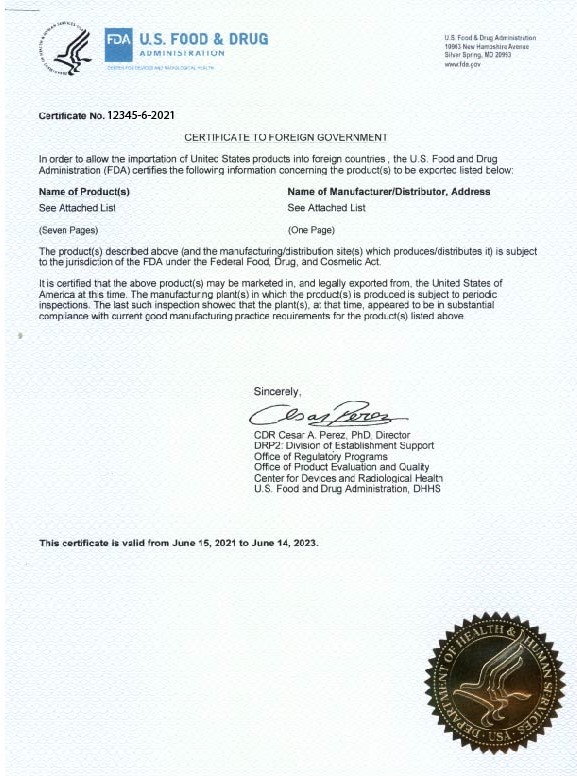 FDA U.S. FOOD & DRUG
ADMINISTRATION
CENTER FOR DEVICES AND RADIOLOGICAL HEALTH
U.S. Food & Drug Administration
10903 New Hampshire Avenue
Silver Spring, MD 20993
www.fda.gov
Certificate No. 12345-6-2021
CERTIFICATE TO FOREIGN GOVERNMENT
In order to allow the importation of United States products into foreign countries, the U.S. Food and Drug
Administration (FDA) certifies the following information concerning the product(s) to be exported listed below:
Name of Product(s) Name of Manufacturer/Distributor, Address
See Attached List See Attached List
(Seven Pages) (One Page)
The product(s) described above (and the manufacturing/distribution site(s) which produces/distributes it) is subject
to the jurisdiction of the FDA under the Federal Food, Drug, and Cosmetic Act.
It is certified that the above product(s) may be marketed in, and legally exported from, the United States of
America at this time. The manufacturing plant(s) in which the product(s) is produced is subject to periodic
inspections. The last such inspection showed that the plant(s), at that time, appeared to be in substantial
compliance with current good manufacturing practice requirements for the product(s) listed above.
Sincerely,
Cesar Perez
CDR Cesar A. Perez, PhD, Director
DRP2: Division of Establishment Support
Office of Regulatory Programs
Office of Product Evaluation and Quality
Center for Devices and Radiological Health
U.S. Food and Drug Administration, DHHS
This certificate is valid from June 15, 2021 to June 14, 2023.
DEPARTMENT OF HEALTH & HUMAN SERVICES · USA ·